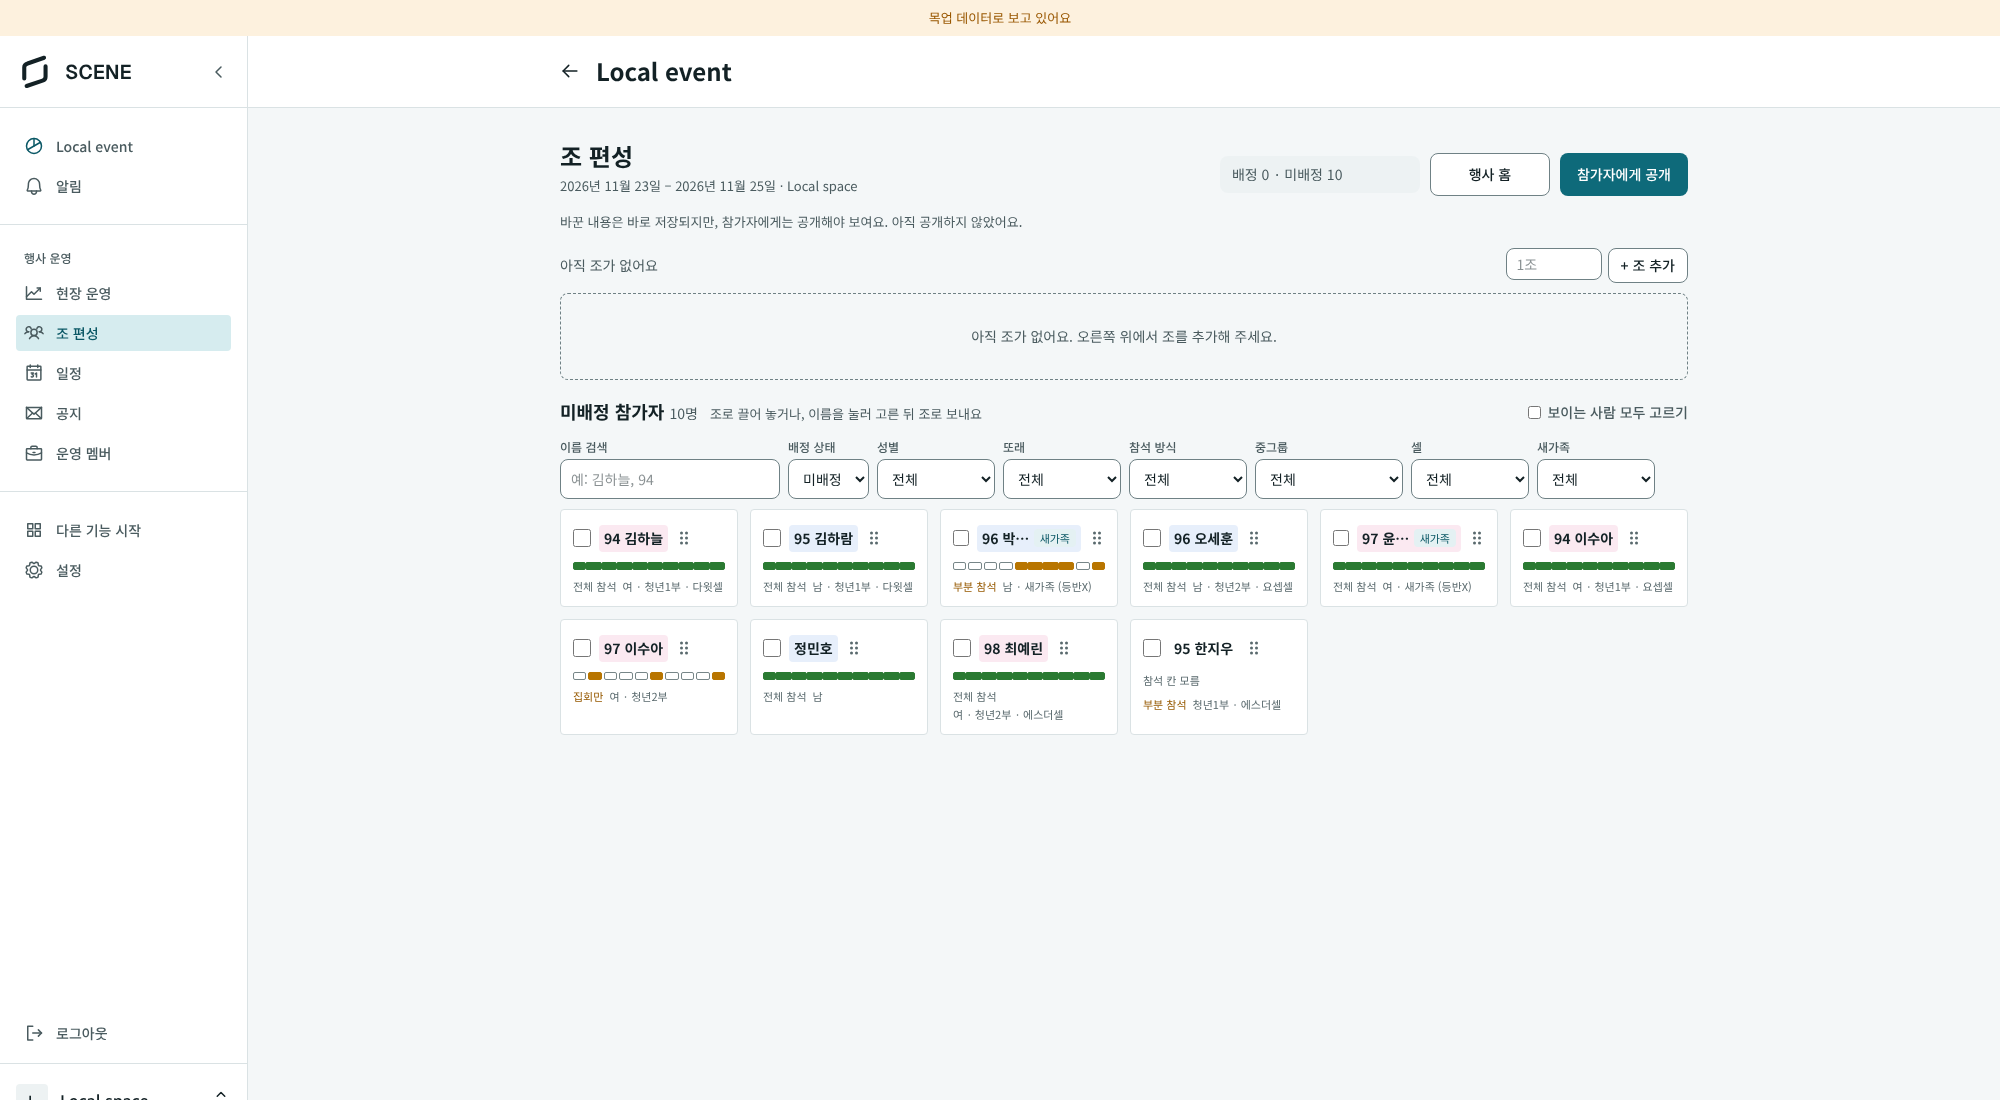 목업 데이터로 보고 있어요
SCENE
Local event
Local event
알림
행사 운영
현장 운영
조 편성
일정
공지
운영 멤버
다른 기능 시작
설정
로그아웃
Local space
조 편성
2026년 11월 23일 – 2026년 11월 25일 · Local space
배정 0 · 미배정 10
행사 홈
참가자에게 공개
바꾼 내용은 바로 저장되지만, 참가자에게는 공개해야 보여요. 아직 공개하지 않았어요.
아직 조가 없어요
1조
+ 조 추가
아직 조가 없어요. 오른쪽 위에서 조를 추가해 주세요.
미배정 참가자 10명 조로 끌어 놓거나, 이름을 눌러 고른 뒤 조로 보내요
보이는 사람 모두 고르기
이름 검색 배정 상태 성별 또래 참석 방식 중그룹 셀 새가족
예: 김하늘, 94 미배정 전체 전체 전체 전체 전체 전체
94 김하늘
전체 참석 여 · 청년1부 · 다윗셀
95 김하람
전체 참석 남 · 청년1부 · 다윗셀
96 박… 새가족
부분 참석 남 · 새가족 (등반X)
96 오세훈
전체 참석 남 · 청년2부 · 요셉셀
97 윤… 새가족
전체 참석 여 · 새가족 (등반X)
94 이수아
전체 참석 여 · 청년1부 · 요셉셀
97 이수아
집회만 여 · 청년2부
정민호
전체 참석 남
98 최예린
전체 참석
여 · 청년2부 · 에스더셀
95 한지우
참석 칸 모름
부분 참석 청년1부 · 에스더셀